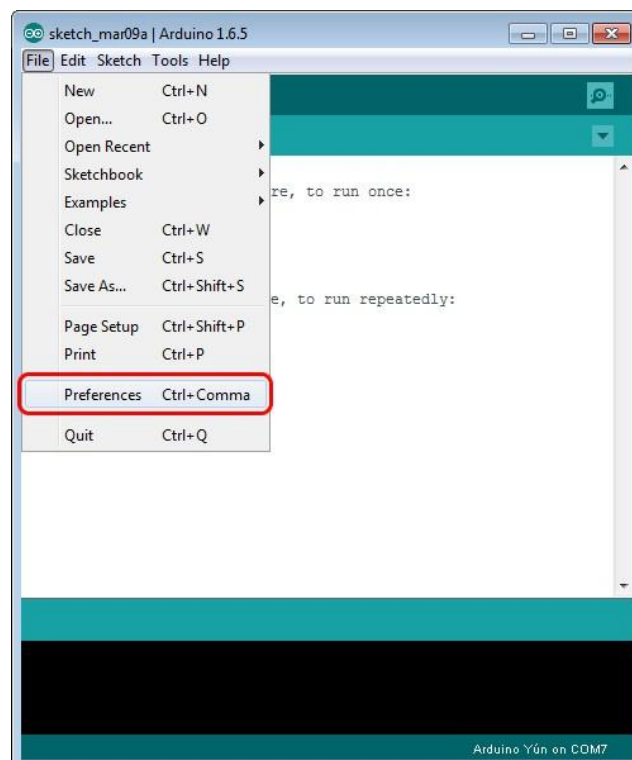 sketch_mar09a | Arduino 1.6.5
File Edit Sketch Tools Help
New Ctrl+N
Open... Ctrl+O
Open Recent
Sketchbook
Examples
Close Ctrl+W
Save Ctrl+S
Save As... Ctrl+Shift+S
Page Setup Ctrl+Shift+P
Print Ctrl+P
Preferences Ctrl+Comma
Quit Ctrl+Q
re, to run once:
e, to run repeatedly:
Arduino Yún on COM7